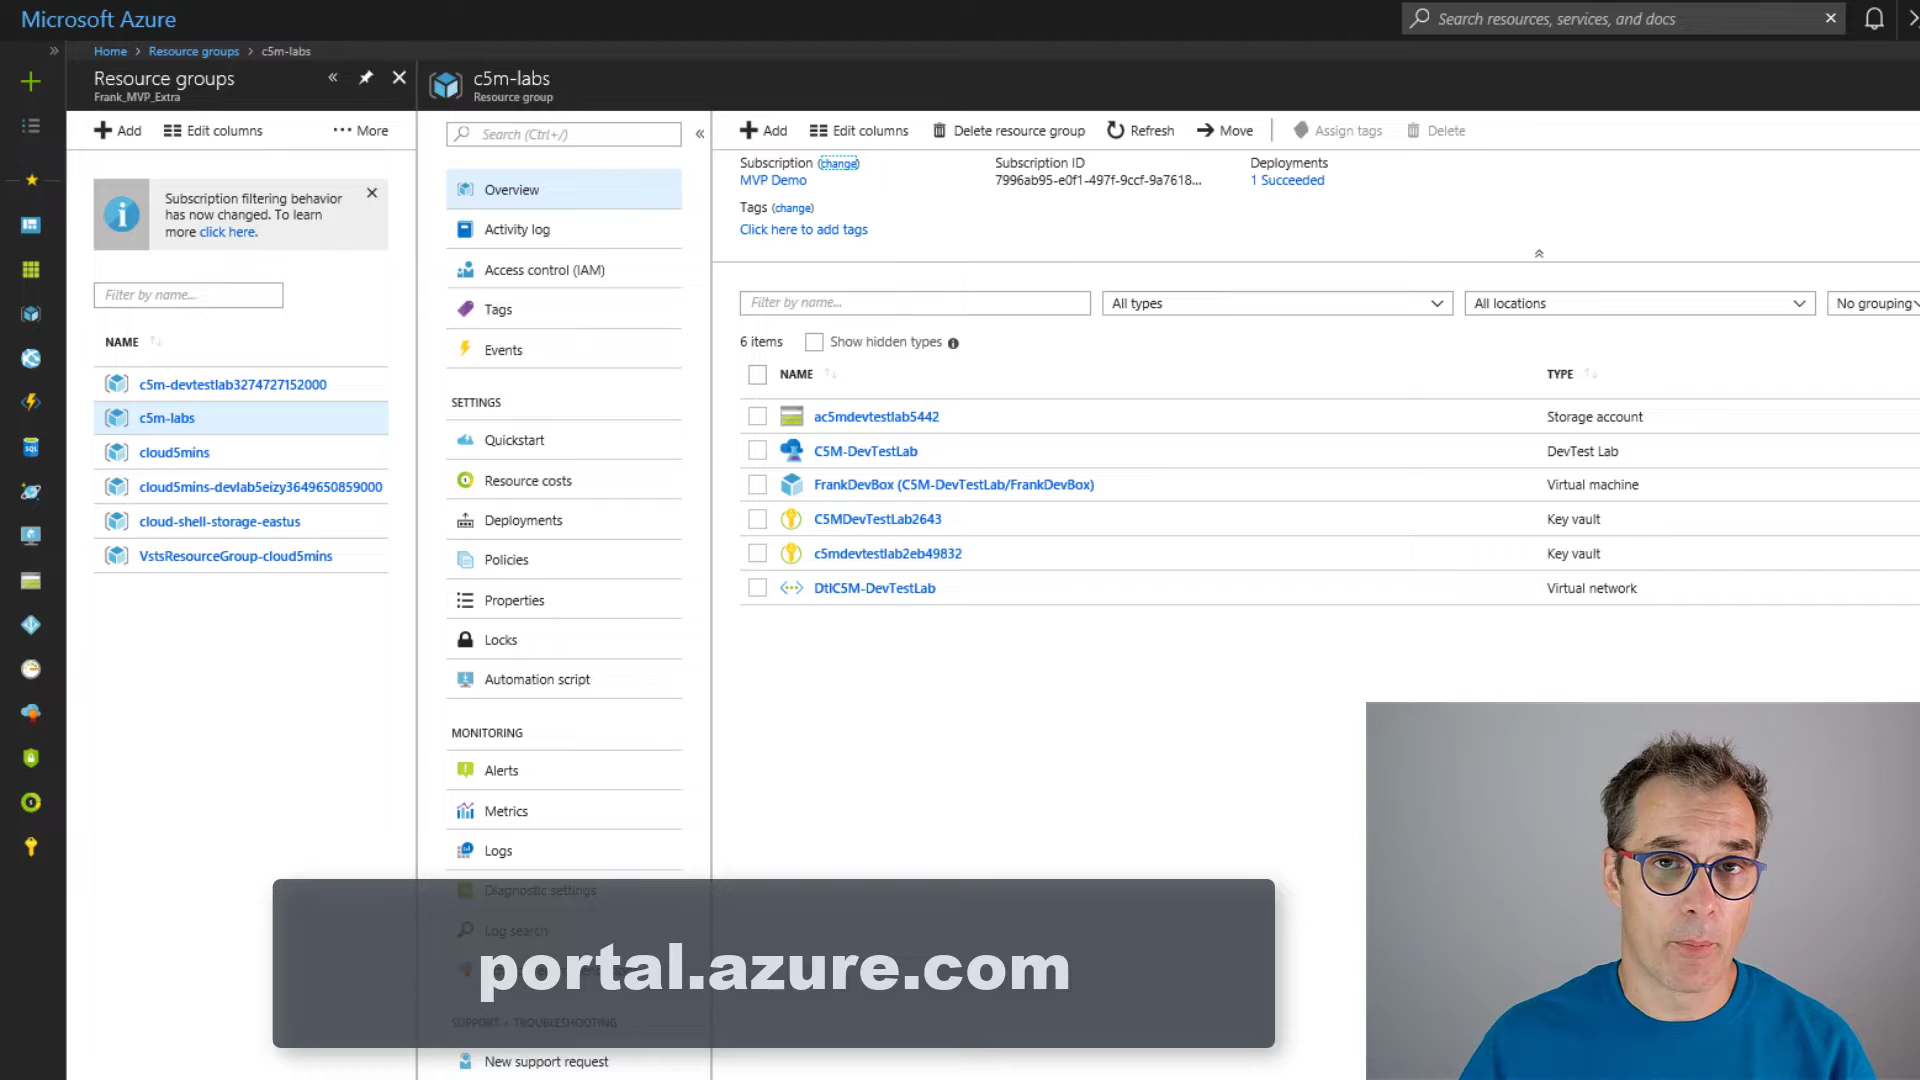 Microsoft Azure
Search resources, services, and docs
Home > Resource groups > c5m-labs
Resource groups
Frank_MVP_Extra
c5m-labs
Resource group
Add
Edit columns
More
Search (Ctrl+/)
Add
Edit columns
Delete resource group
Refresh
Move
Assign tags
Delete
Subscription filtering behavior
has now changed. To learn
more click here.
Filter by name...
NAME
c5m-devtestlab3274727152000
c5m-labs
cloud5mins
cloud5mins-devlab5eizy3649650859000
cloud-shell-storage-eastus
VstsResourceGroup-cloud5mins
Overview
Activity log
Access control (IAM)
Tags
Events
SETTINGS
Quickstart
Resource costs
Deployments
Policies
Properties
Locks
Automation script
MONITORING
Alerts
Metrics
Logs
Diagnostic settings
Log search
SUPPORT + TROUBLESHOOTING
New support request
Subscription (change)
MVP Demo
Subscription ID
7996ab95-e0f1-497f-9ccf-9a7618...
Deployments
1 Succeeded
Tags (change)
Click here to add tags
Filter by name...
All types
All locations
No grouping
6 items
Show hidden types
NAME
TYPE
ac5mdevtestlab5442
Storage account
C5M-DevTestLab
DevTest Lab
FrankDevBox (C5M-DevTestLab/FrankDevBox)
Virtual machine
C5MDevTestLab2643
Key vault
c5mdevtestlab2eb49832
Key vault
DtlC5M-DevTestLab
Virtual network
portal.azure.com